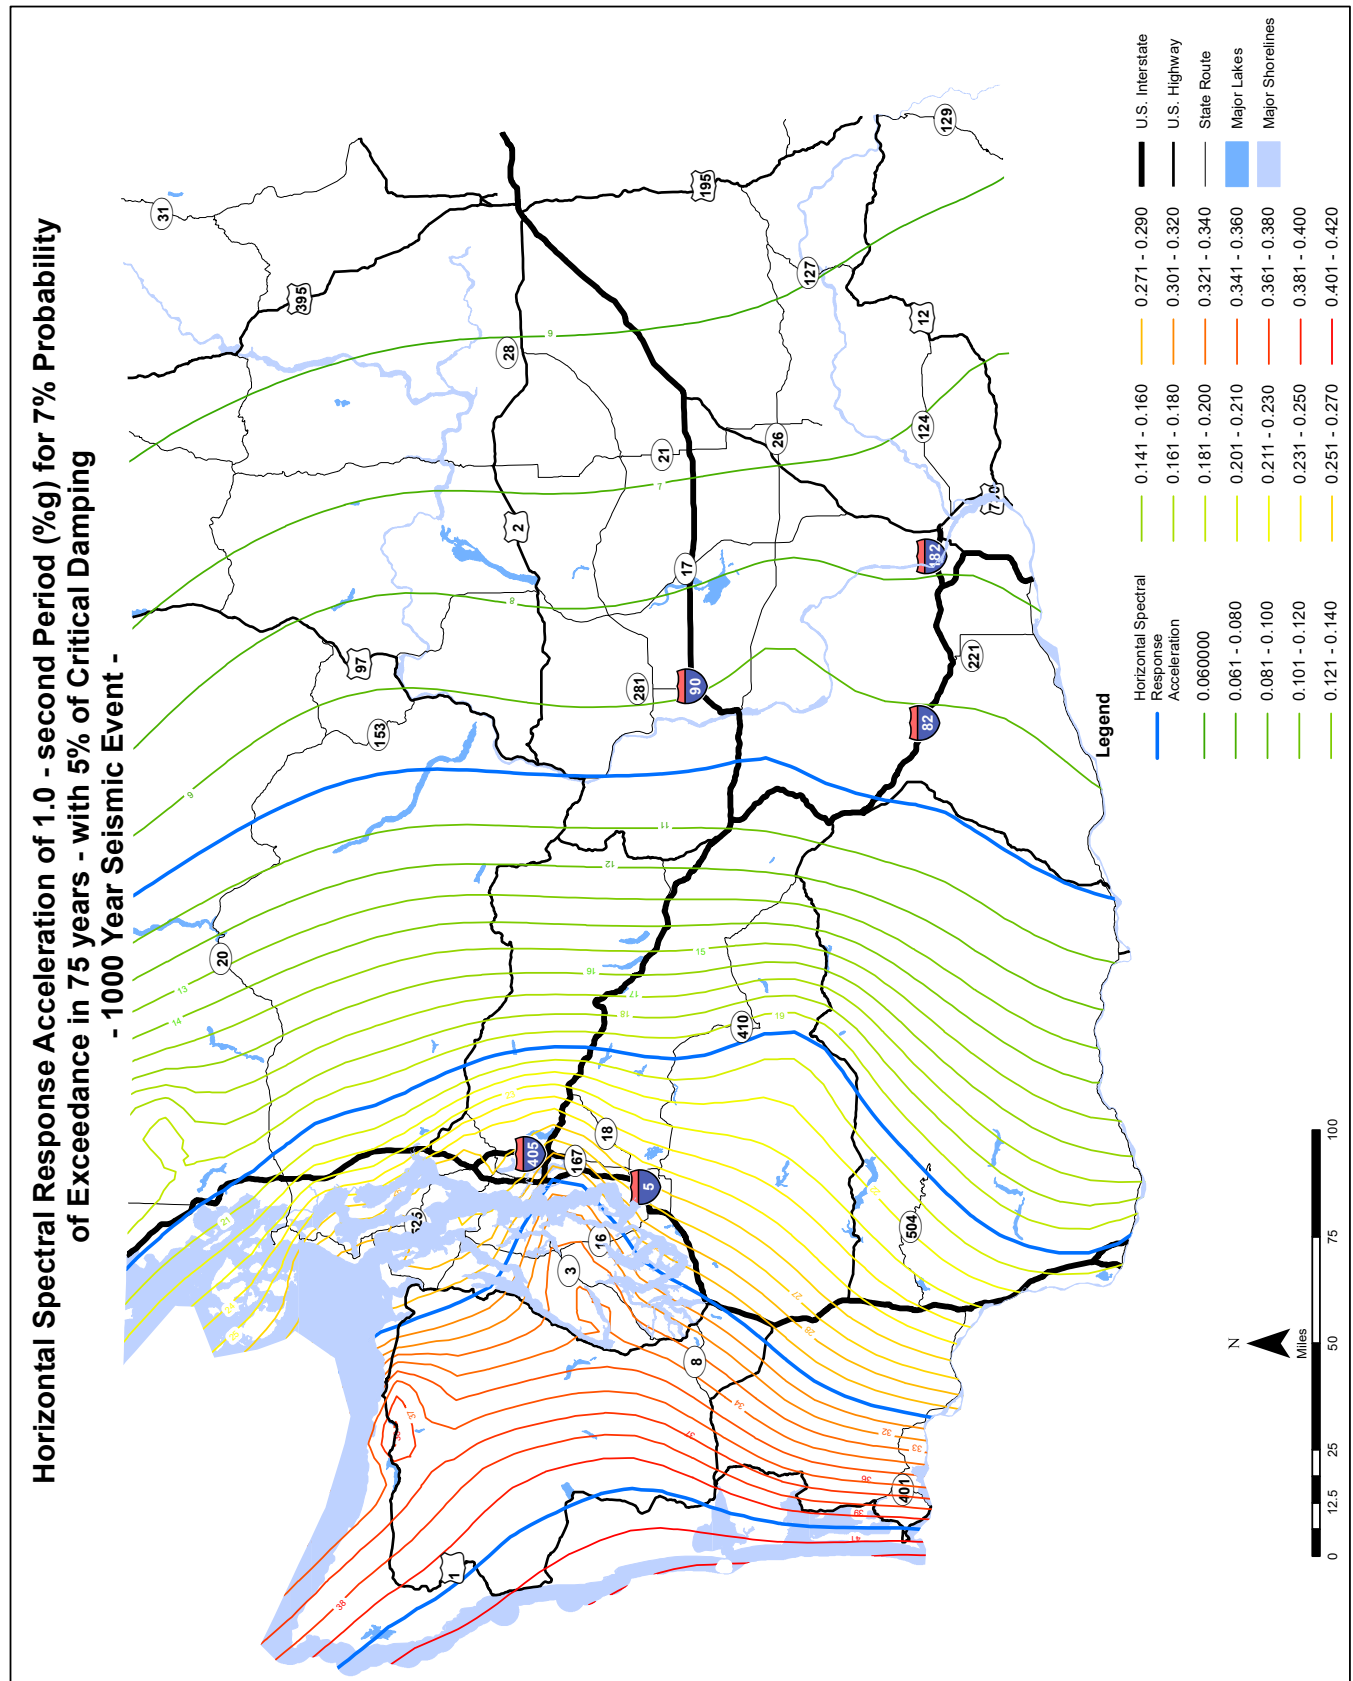 Horizontal Spectral Response Acceleration of 1.0 - second Period (%g) for 7% Probability
of Exceedance in 75 years - with 5% of Critical Damping
- 1000 Year Seismic Event -
31
395
195
129
127
12
28
6
124
26
21
7
2
182
17
8
97
221
281
90
153
82
9
11
12
20
13
14
15
16
17
18
19
410
23
405
18
167
5
21
525
504
16
3
24
27
28
8
34
32
33
37
37
36
401
39
41
1
38
Legend
Horizontal Spectral
Response
Acceleration
0.060000
0.061 - 0.080
0.081 - 0.100
0.101 - 0.120
0.121 - 0.140
0.141 - 0.160
0.161 - 0.180
0.181 - 0.200
0.201 - 0.210
0.211 - 0.230
0.231 - 0.250
0.251 - 0.270
0.271 - 0.290
0.301 - 0.320
0.321 - 0.340
0.341 - 0.360
0.361 - 0.380
0.381 - 0.400
0.401 - 0.420
U.S. Interstate
U.S. Highway
State Route
Major Lakes
Major Shorelines
N
Miles
0 12.5 25 50 75 100